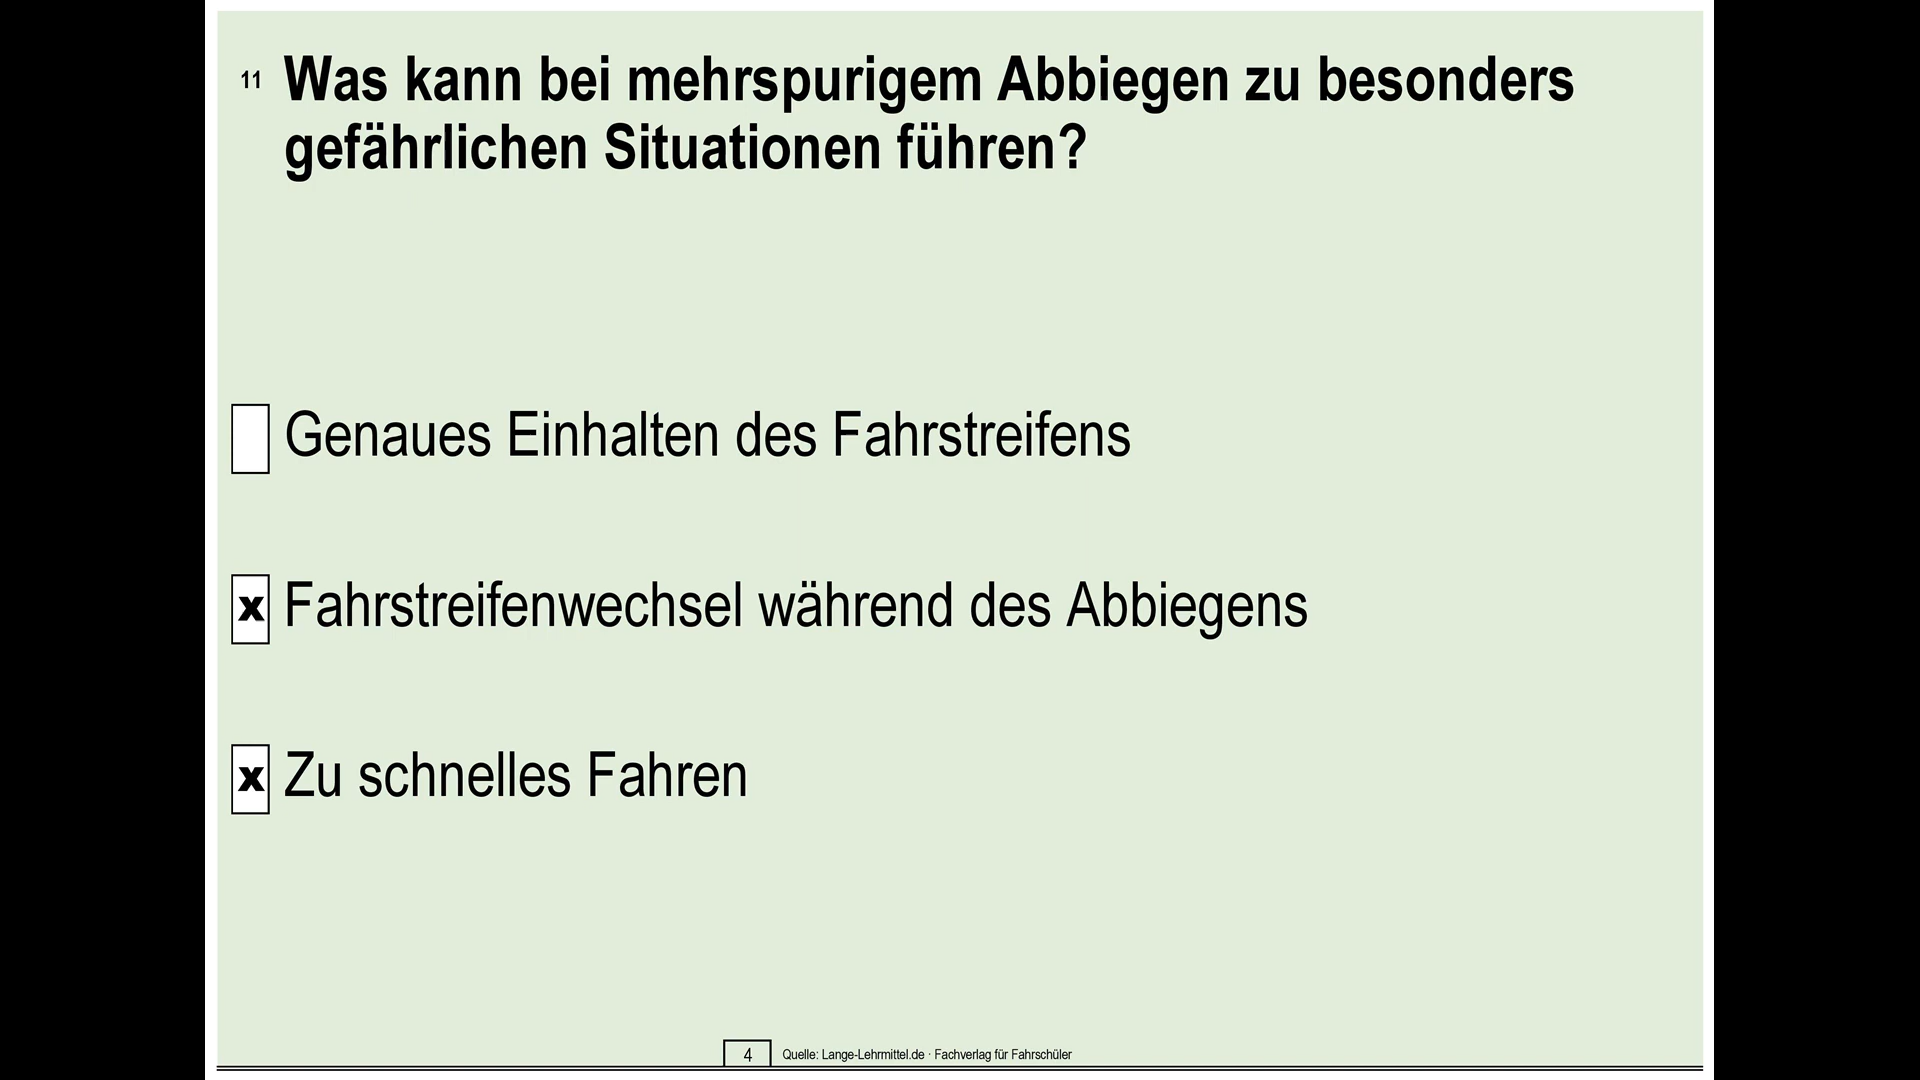 11 Was kann bei mehrspurigem Abbiegen zu besonders
gefährlichen Situationen führen?
Genaues Einhalten des Fahrstreifens
x Fahrstreifenwechsel während des Abbiegens
x Zu schnelles Fahren
4 Quelle: Lange-Lehrmittel.de · Fachverlag für Fahrschüler